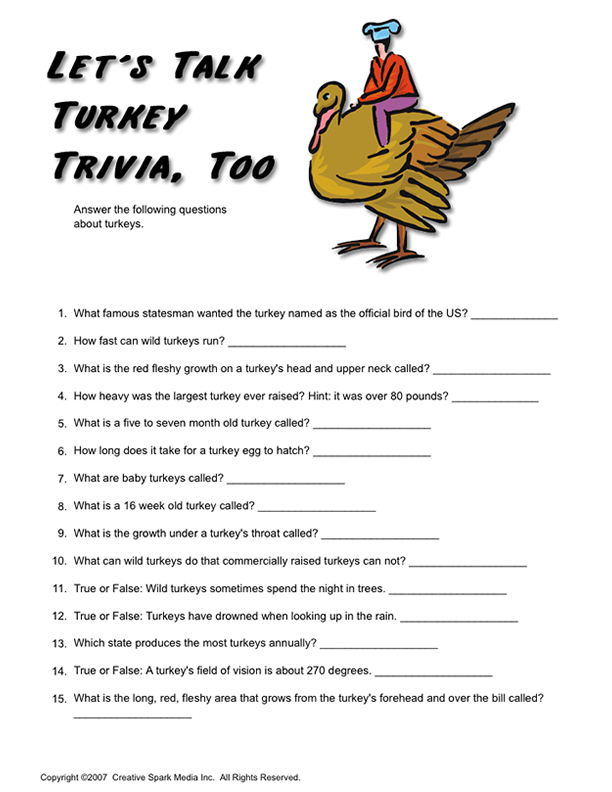 LET'S TALK
TURKEY
TRIVIA, TOO
Answer the following questions
about turkeys.
1. What famous statesman wanted the turkey named as the official bird of the US? ______________
2. How fast can wild turkeys run? ___________________
3. What is the red fleshy growth on a turkey's head and upper neck called? ___________________
4. How heavy was the largest turkey ever raised? Hint: it was over 80 pounds? ______________
5. What is a five to seven month old turkey called? ___________________
6. How long does it take for a turkey egg to hatch? ___________________
7. What are baby turkeys called? ___________________
8. What is a 16 week old turkey called? ___________________
9. What is the growth under a turkey's throat called? ___________________
10. What can wild turkeys do that commercially raised turkeys can not? ___________________
11. True or False: Wild turkeys sometimes spend the night in trees. ___________________
12. True or False: Turkeys have drowned when looking up in the rain. ___________________
13. Which state produces the most turkeys annually? ___________________
14. True or False: A turkey's field of vision is about 270 degrees. ___________________
15. What is the long, red, fleshy area that grows from the turkey's forehead and over the bill called?
___________________
Copyright ©2007 Creative Spark Media Inc. All Rights Reserved.